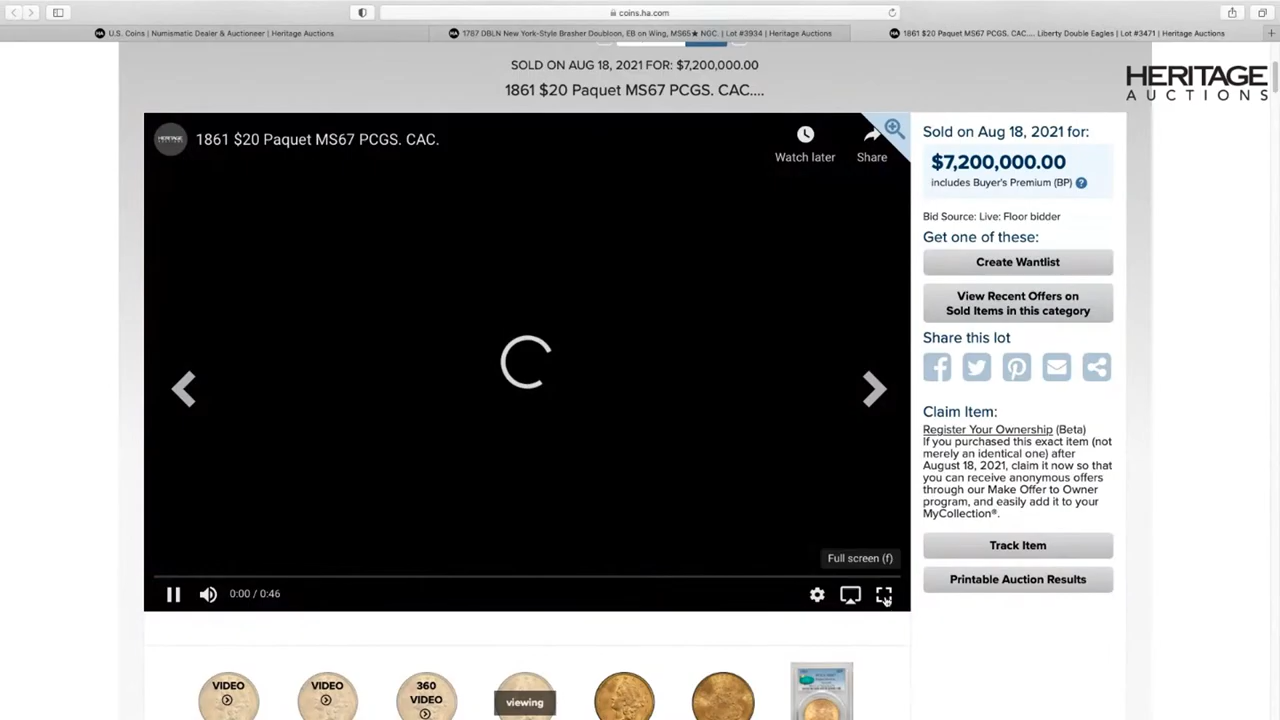 coins.ha.com
U.S. Coins | Numismatic Dealer & Auctioneer | Heritage Auctions
1787 DBLN New York-Style Brasher Doubloon, EB on Wing, MS65★ NGC. | Lot #3934 | Heritage Auctions
1861 $20 Paquet MS67 PCGS. CAC.... Liberty Double Eagles | Lot #3471 | Heritage Auctions
HERITAGE
AUCTIONS
SOLD ON AUG 18, 2021 FOR: $7,200,000.00
1861 $20 Paquet MS67 PCGS. CAC....
HERITAGE
1861 $20 Paquet MS67 PCGS. CAC.
Watch later
Share
Full screen (f)
0:00 / 0:46
Sold on Aug 18, 2021 for:
$7,200,000.00
includes Buyer's Premium (BP) ?
Bid Source: Live: Floor bidder
Get one of these:
Create Wantlist
View Recent Offers on
Sold Items in this category
Share this lot
Claim Item:
Register Your Ownership (Beta)
If you purchased this exact item (not
merely an identical one) after
August 18, 2021, claim it now so that
you can receive anonymous offers
through our Make Offer to Owner
program, and easily add it to your
MyCollection®.
Track Item
Printable Auction Results
VIDEO
VIDEO
360
VIDEO
viewing